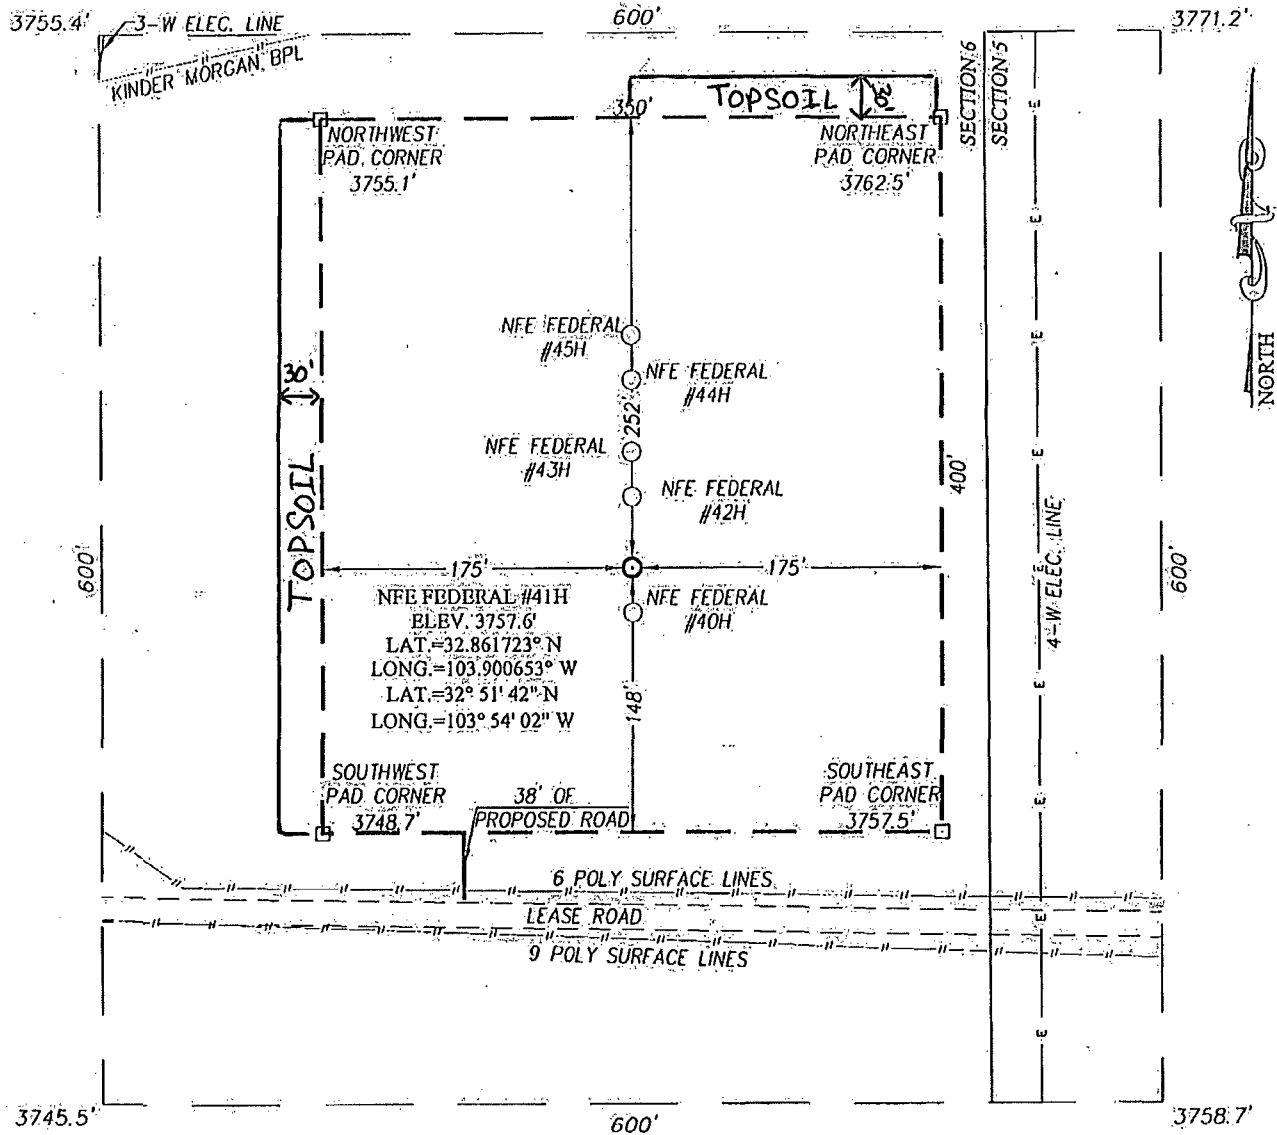 3755.4'
3-W ELEC. LINE
600'
3771.2'
KINDER MORGAN, BPL
TOPSOIL
30'
350'
SECTION 6
SECTION 5
NORTHWEST
PAD CORNER
3755.1'
NORTHEAST
PAD CORNER
3762.5'
E
E
NORTH
NFE FEDERAL
#45H
E
NFE FEDERAL
#44H
30'
252'
NFE FEDERAL
#43H
E
NFE FEDERAL
#42H
400'
TOPSOIL
4-W ELEC. LINE
600'
175'
175'
E
600'
NFE FEDERAL #41H
ELEV. 3757.6'
LAT.=32.861723° N
LONG.=103.900653° W
LAT.=32° 51' 42" N
LONG.=103° 54' 02" W
NFE FEDERAL
#40H
E
148'
SOUTHWEST
PAD CORNER
3748.7'
38' OF
PROPOSED ROAD
SOUTHEAST
PAD CORNER
3757.5'
E
6 POLY SURFACE LINES
LEASE ROAD
E
9 POLY SURFACE LINES
E
3745.5'
600'
3758.7'